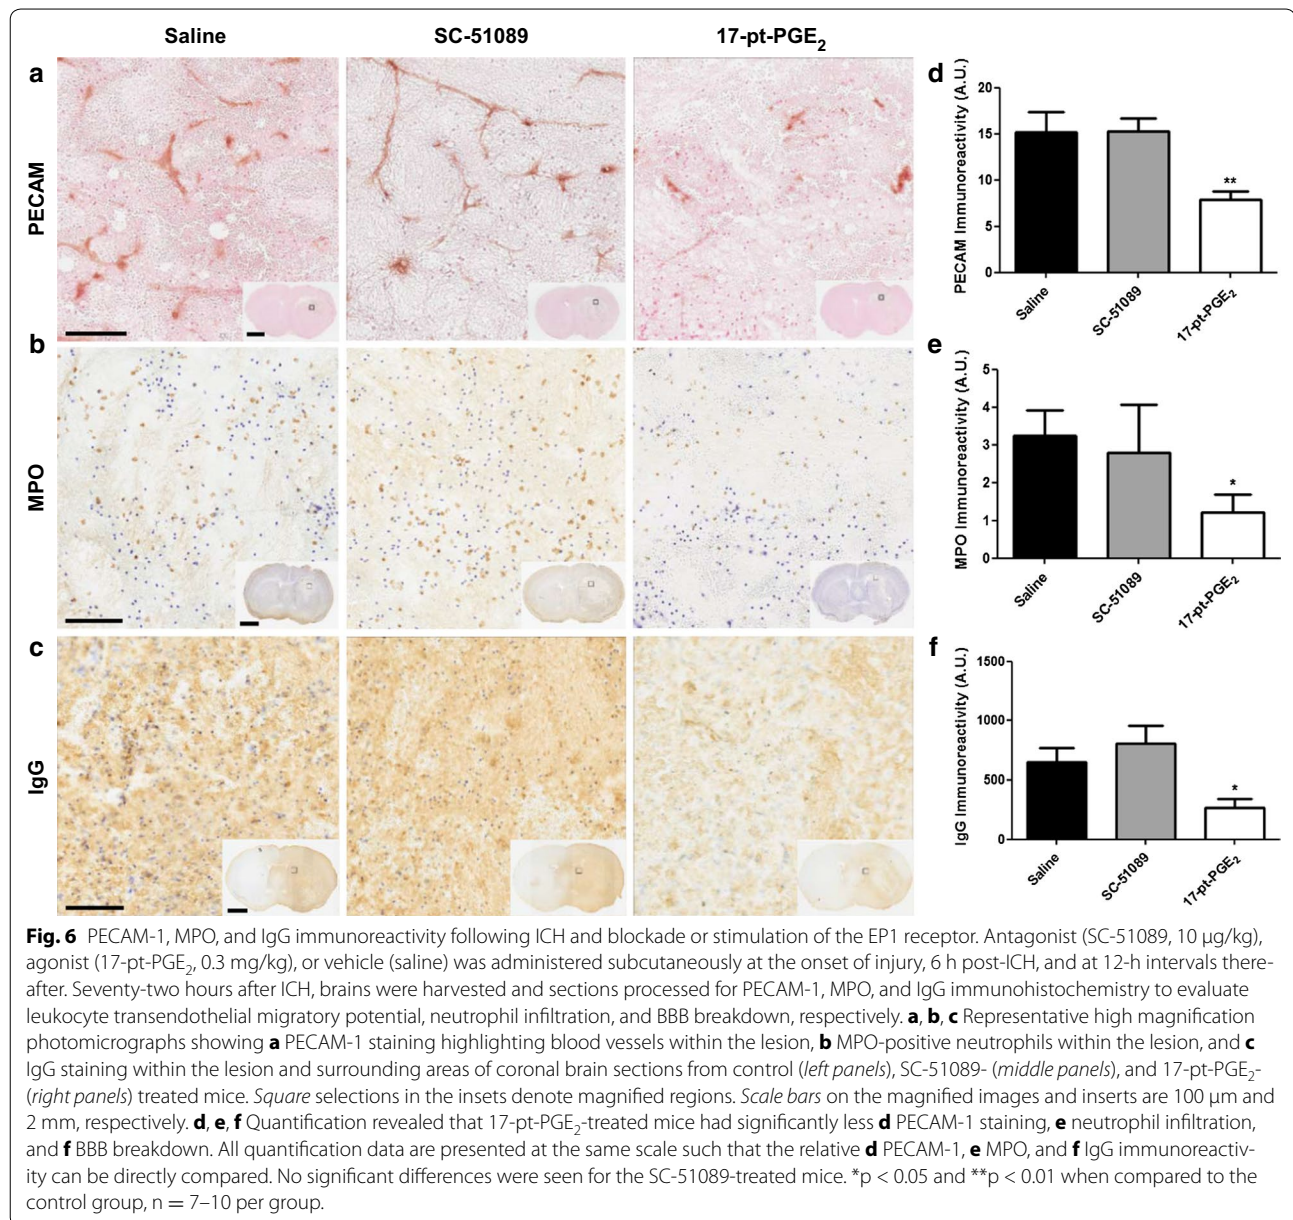 Saline SC-51089 17-pt-PGE₂
a
PECAM
b
MPO
c
IgG
d
PECAM Immunoreactivity (A.U.)
20
15
10
5
0
**
Saline SC-51089 17-pt-PGE₂
e
MPO Immunoreactivity (A.U.)
5
4
3
2
1
0
*
Saline SC-51089 17-pt-PGE₂
f
IgG Immunoreactivity (A.U.)
1500
1000
500
0
*
Saline SC-51089 17-pt-PGE₂
Fig. 6 PECAM-1, MPO, and IgG immunoreactivity following ICH and blockade or stimulation of the EP1 receptor. Antagonist (SC-51089, 10 μg/kg),
agonist (17-pt-PGE₂, 0.3 mg/kg), or vehicle (saline) was administered subcutaneously at the onset of injury, 6 h post-ICH, and at 12-h intervals there-
after. Seventy-two hours after ICH, brains were harvested and sections processed for PECAM-1, MPO, and IgG immunohistochemistry to evaluate
leukocyte transendothelial migratory potential, neutrophil infiltration, and BBB breakdown, respectively. a, b, c Representative high magnification
photomicrographs showing a PECAM-1 staining highlighting blood vessels within the lesion, b MPO-positive neutrophils within the lesion, and c
IgG staining within the lesion and surrounding areas of coronal brain sections from control (left panels), SC-51089- (middle panels), and 17-pt-PGE₂-
(right panels) treated mice. Square selections in the insets denote magnified regions. Scale bars on the magnified images and inserts are 100 μm and
2 mm, respectively. d, e, f Quantification revealed that 17-pt-PGE₂-treated mice had significantly less d PECAM-1 staining, e neutrophil infiltration,
and f BBB breakdown. All quantification data are presented at the same scale such that the relative d PECAM-1, e MPO, and f IgG immunoreactiv-
ity can be directly compared. No significant differences were seen for the SC-51089-treated mice. *p < 0.05 and **p < 0.01 when compared to the
control group, n = 7–10 per group.